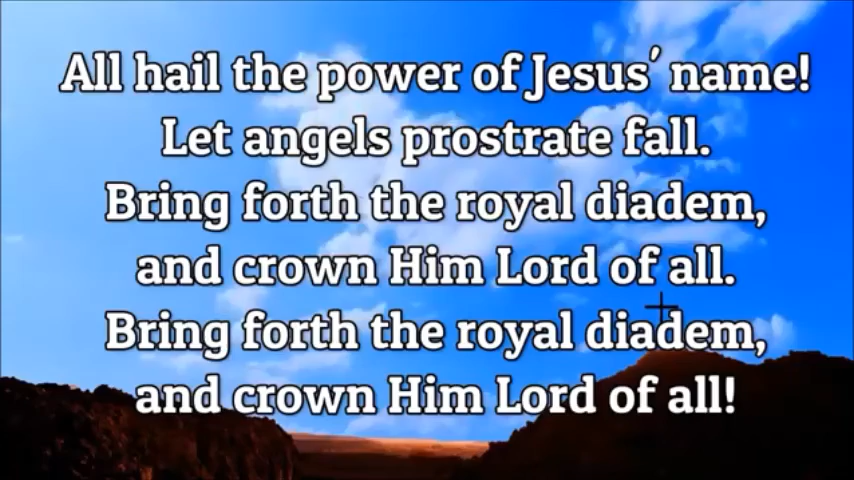 All hail the power of Jesus' name!
Let angels prostrate fall.
Bring forth the royal diadem,
and crown Him Lord of all.
Bring forth the royal diadem,
and crown Him Lord of all!